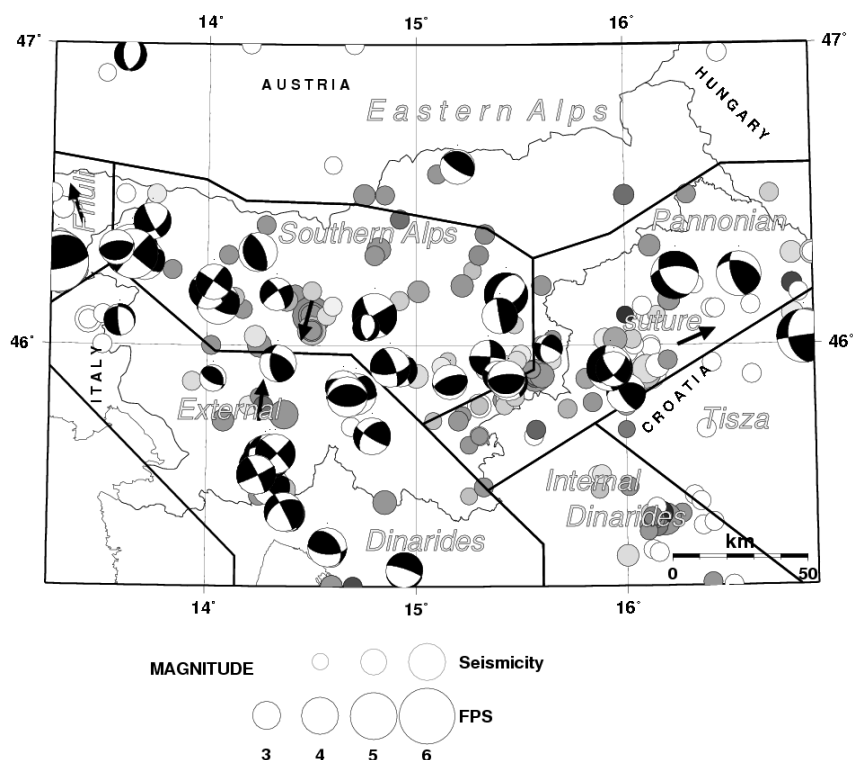 14° 15° 16°
47° 47°
AUSTRIA
HUNGARY
Eastern Alps
Friuli
Southern Alps
Pannonian
suture
46° 46°
ITALY
CROATIA
External
Tisza
Internal
Dinarides
Dinarides
km
0 50
14° 15° 16°
MAGNITUDE
Seismicity
FPS
3 4 5 6